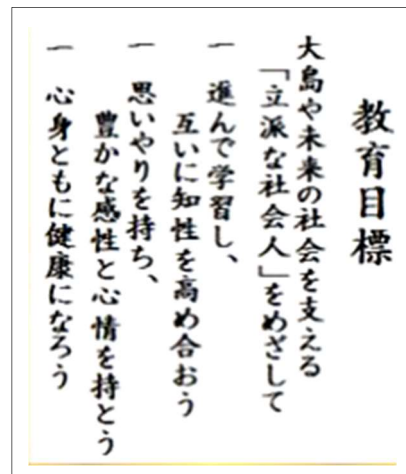 教育目標
大島や未来の社会を支える
「立派な社会人」をめざして
一 進んで学習し、
互いに知性を高め合おう
一 思いやりを持ち、
豊かな感性と心情を持とう
一 心身ともに健康になろう